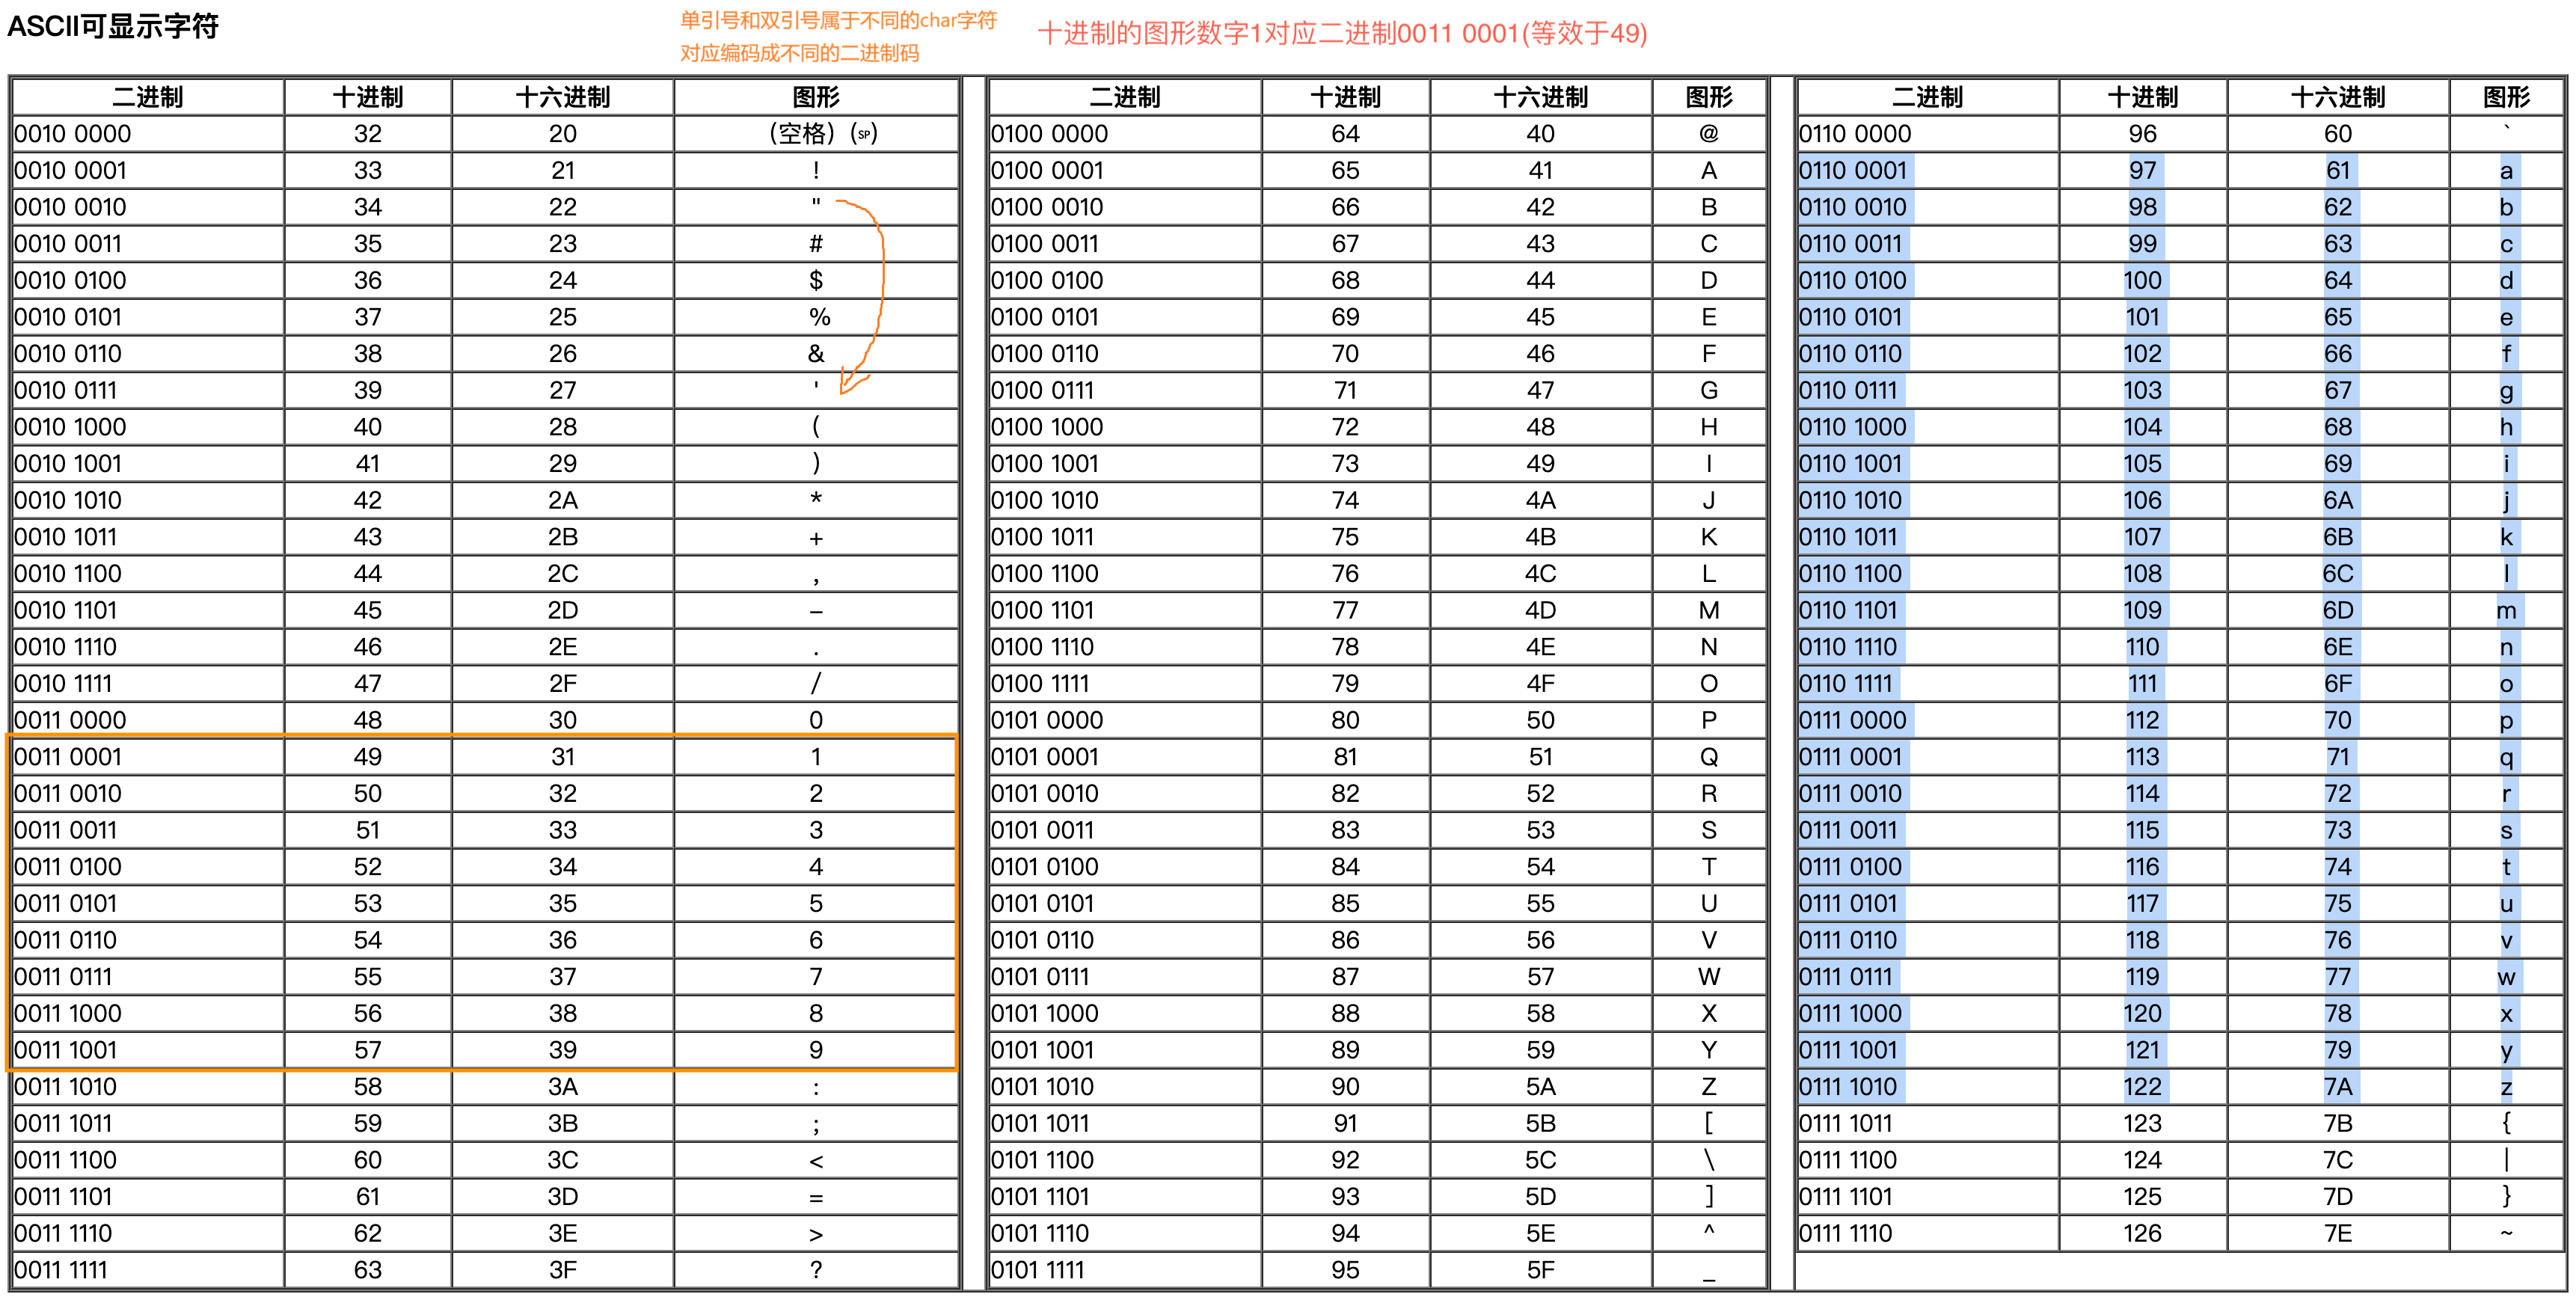 ASCII可显示字符
单引号和双引号属于不同的char字符
对应编码成不同的二进制码
十进制的图形数字1对应二进制0011 0001(等效于49)
二进制 十进制 十六进制 图形
0010 0000 32 20 (空格) (␠)
0010 0001 33 21 !
0010 0010 34 22 "
0010 0011 35 23 #
0010 0100 36 24 $
0010 0101 37 25 %
0010 0110 38 26 &
0010 0111 39 27 '
0010 1000 40 28 (
0010 1001 41 29 )
0010 1010 42 2A *
0010 1011 43 2B +
0010 1100 44 2C ,
0010 1101 45 2D –
0010 1110 46 2E .
0010 1111 47 2F /
0011 0000 48 30 0
0011 0001 49 31 1
0011 0010 50 32 2
0011 0011 51 33 3
0011 0100 52 34 4
0011 0101 53 35 5
0011 0110 54 36 6
0011 0111 55 37 7
0011 1000 56 38 8
0011 1001 57 39 9
0011 1010 58 3A :
0011 1011 59 3B ;
0011 1100 60 3C <
0011 1101 61 3D =
0011 1110 62 3E >
0011 1111 63 3F ?
二进制 十进制 十六进制 图形
0100 0000 64 40 @
0100 0001 65 41 A
0100 0010 66 42 B
0100 0011 67 43 C
0100 0100 68 44 D
0100 0101 69 45 E
0100 0110 70 46 F
0100 0111 71 47 G
0100 1000 72 48 H
0100 1001 73 49 I
0100 1010 74 4A J
0100 1011 75 4B K
0100 1100 76 4C L
0100 1101 77 4D M
0100 1110 78 4E N
0100 1111 79 4F O
0101 0000 80 50 P
0101 0001 81 51 Q
0101 0010 82 52 R
0101 0011 83 53 S
0101 0100 84 54 T
0101 0101 85 55 U
0101 0110 86 56 V
0101 0111 87 57 W
0101 1000 88 58 X
0101 1001 89 59 Y
0101 1010 90 5A Z
0101 1011 91 5B [
0101 1100 92 5C \
0101 1101 93 5D ]
0101 1110 94 5E ^
0101 1111 95 5F _
二进制 十进制 十六进制 图形
0110 0000 96 60 `
0110 0001 97 61 a
0110 0010 98 62 b
0110 0011 99 63 c
0110 0100 100 64 d
0110 0101 101 65 e
0110 0110 102 66 f
0110 0111 103 67 g
0110 1000 104 68 h
0110 1001 105 69 i
0110 1010 106 6A j
0110 1011 107 6B k
0110 1100 108 6C l
0110 1101 109 6D m
0110 1110 110 6E n
0110 1111 111 6F o
0111 0000 112 70 p
0111 0001 113 71 q
0111 0010 114 72 r
0111 0011 115 73 s
0111 0100 116 74 t
0111 0101 117 75 u
0111 0110 118 76 v
0111 0111 119 77 w
0111 1000 120 78 x
0111 1001 121 79 y
0111 1010 122 7A z
0111 1011 123 7B {
0111 1100 124 7C |
0111 1101 125 7D }
0111 1110 126 7E ~